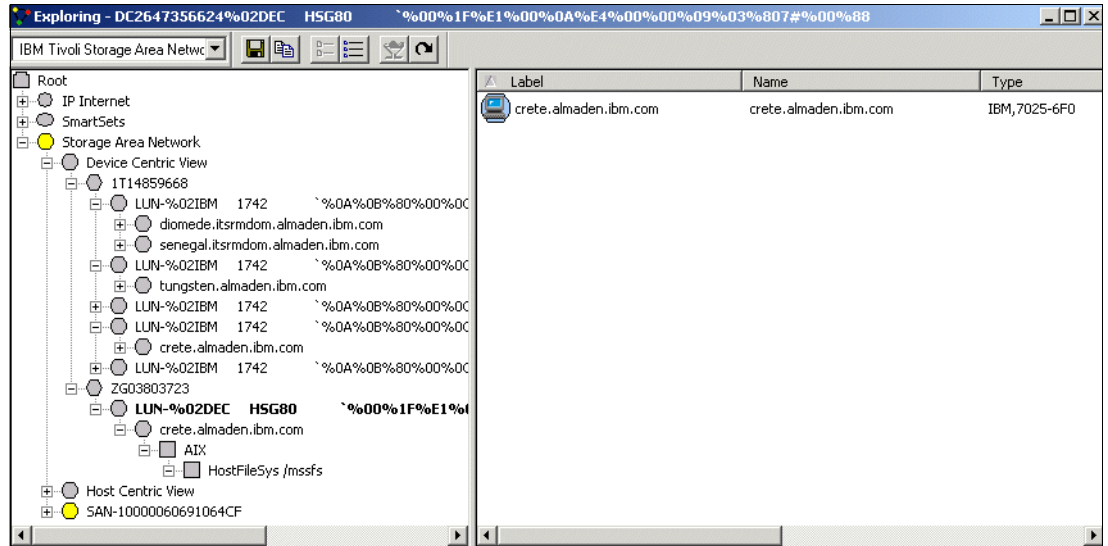 Exploring - DC2647356624%02DEC HSG80 `%00%1F%E1%00%0A%E4%00%00%09%03%807#%00%88
IBM Tivoli Storage Area Netwo
Root
IP Internet
SmartSets
Storage Area Network
Device Centric View
1T14859668
LUN-%02IBM 1742 `%0A%0B%80%00%0C
diomede.itsrmdom.almaden.ibm.com
senegal.itsrmdom.almaden.ibm.com
LUN-%02IBM 1742 `%0A%0B%80%00%0C
tungsten.almaden.ibm.com
LUN-%02IBM 1742 `%0A%0B%80%00%0C
LUN-%02IBM 1742 `%0A%0B%80%00%0C
crete.almaden.ibm.com
LUN-%02IBM 1742 `%0A%0B%80%00%0C
ZG03803723
LUN-%02DEC HSG80 `%00%1F%E1%
crete.almaden.ibm.com
AIX
HostFileSys /mssfs
Host Centric View
SAN-10000060691064CF
Label Name Type
crete.almaden.ibm.com crete.almaden.ibm.com IBM,7025-6F0